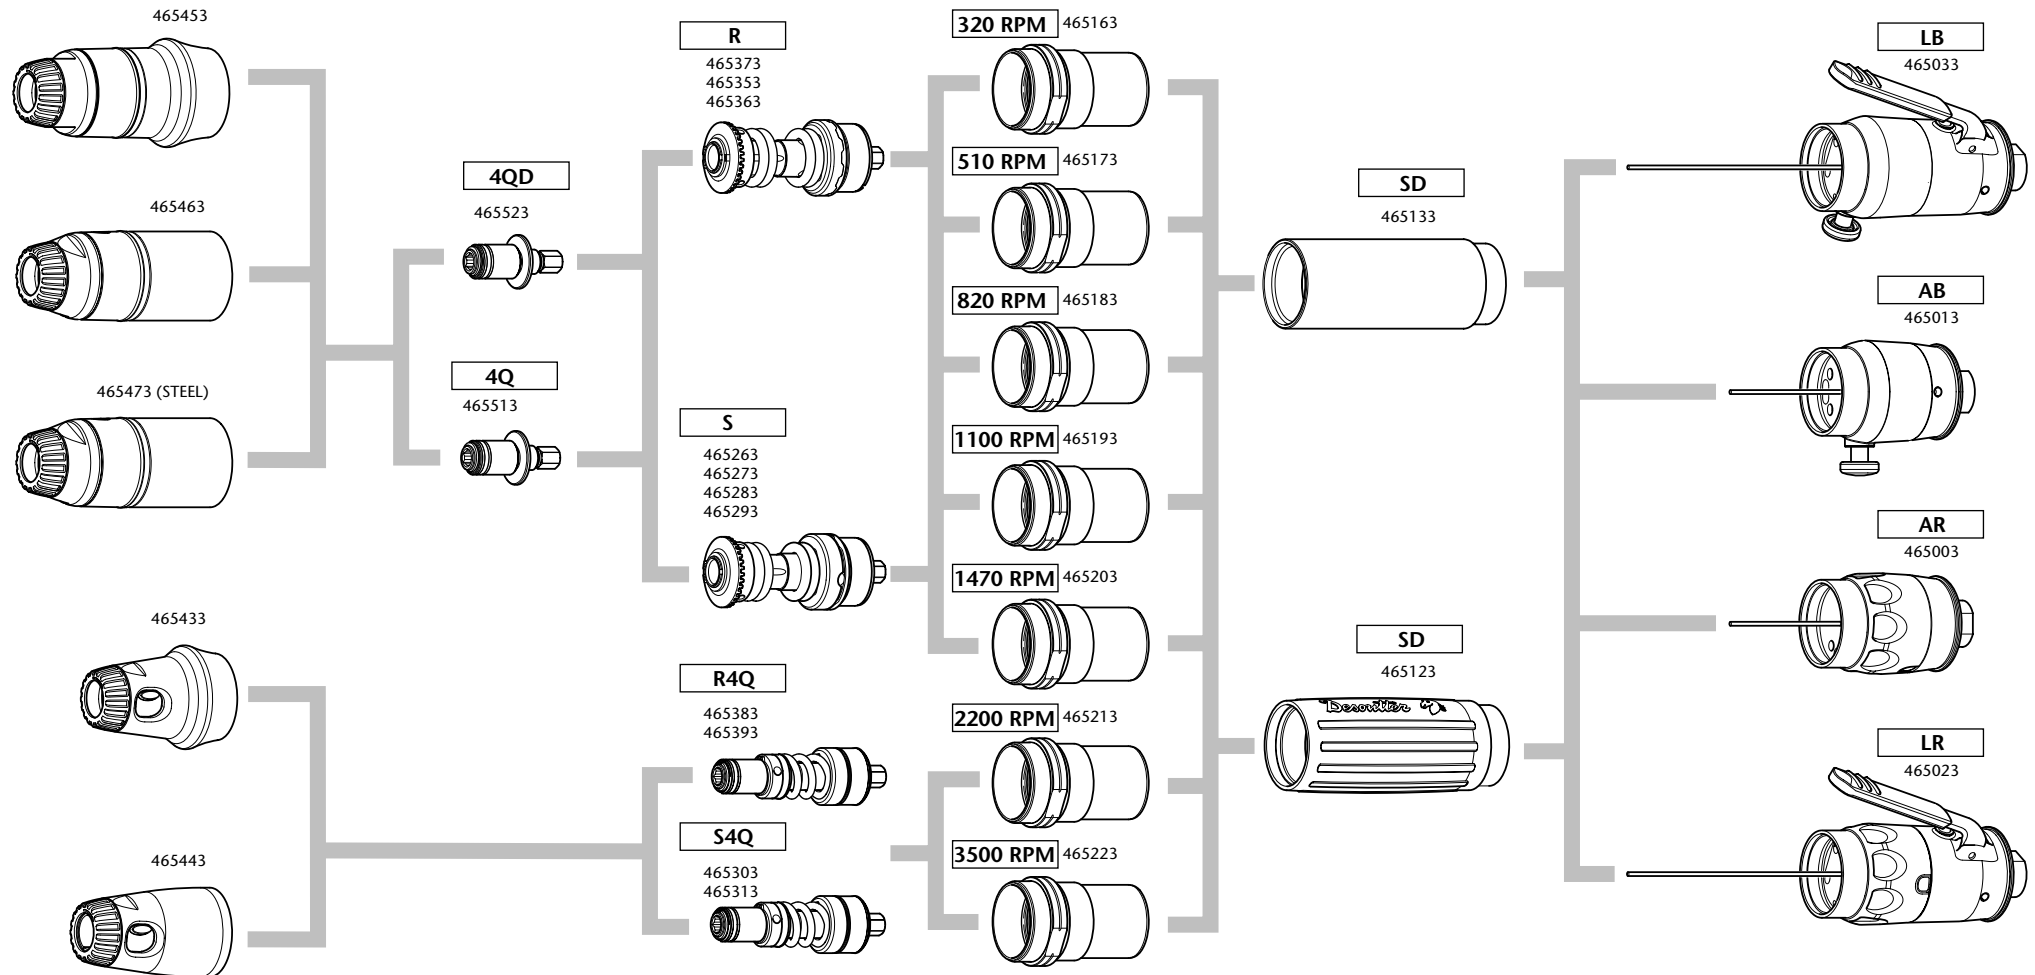 465453
465463
465473 (STEEL)
465433
465443
4QD
465523
4Q
465513
R
465373
465353
465363
S
465263
465273
465283
465293
R4Q
465383
465393
S4Q
465303
465313
320 RPM 465163
510 RPM 465173
820 RPM 465183
1100 RPM 465193
1470 RPM 465203
2200 RPM 465213
3500 RPM 465223
SD
465133
SD
465123
Desoutter
LB
465033
AB
465013
AR
465003
LR
465023